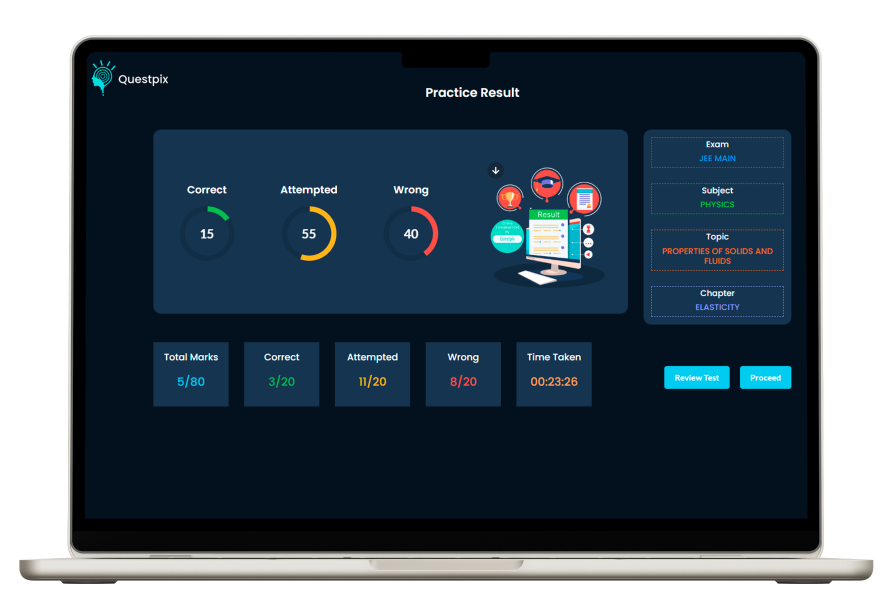 Questpix
Practice Result
Correct
Attempted
Wrong
15
55
40
Result
Google
Exam
JEE MAIN
Subject
PHYSICS
Topic
PROPERTIES OF SOLIDS AND
FLUIDS
Chapter
ELASTICITY
Total Marks
5/80
Correct
3/20
Attempted
11/20
Wrong
8/20
Time Taken
00:23:26
Review Test
Proceed